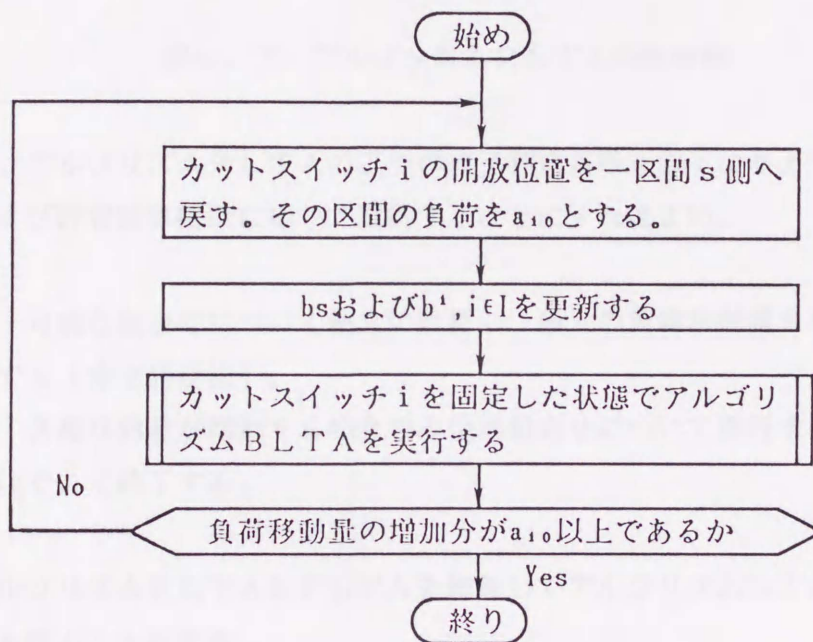 始め
カットスイッチiの開放位置を一区間s側へ
戻す。その区間の負荷をaᵢ₀とする。
bsおよびbⁱ,i∈Iを更新する
カットスイッチiを固定した状態でアルゴリ
ズムBLTAを実行する
No
負荷移動量の増加分がaᵢ₀以上であるか
Yes
終り